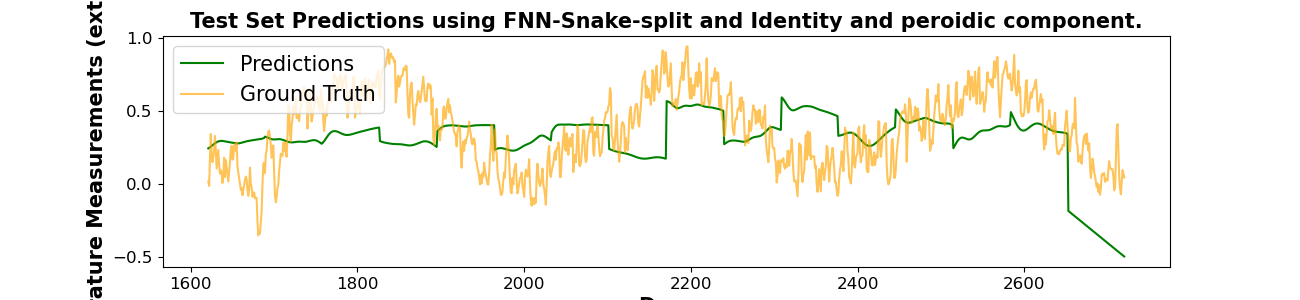 Test Set Predictions using FNN-Snake-split and Identity and peroidic component.
Measurements
1.0
0.5
0.0
−0.5
Predictions
Ground Truth
1600
1800
2000
2200
2400
2600